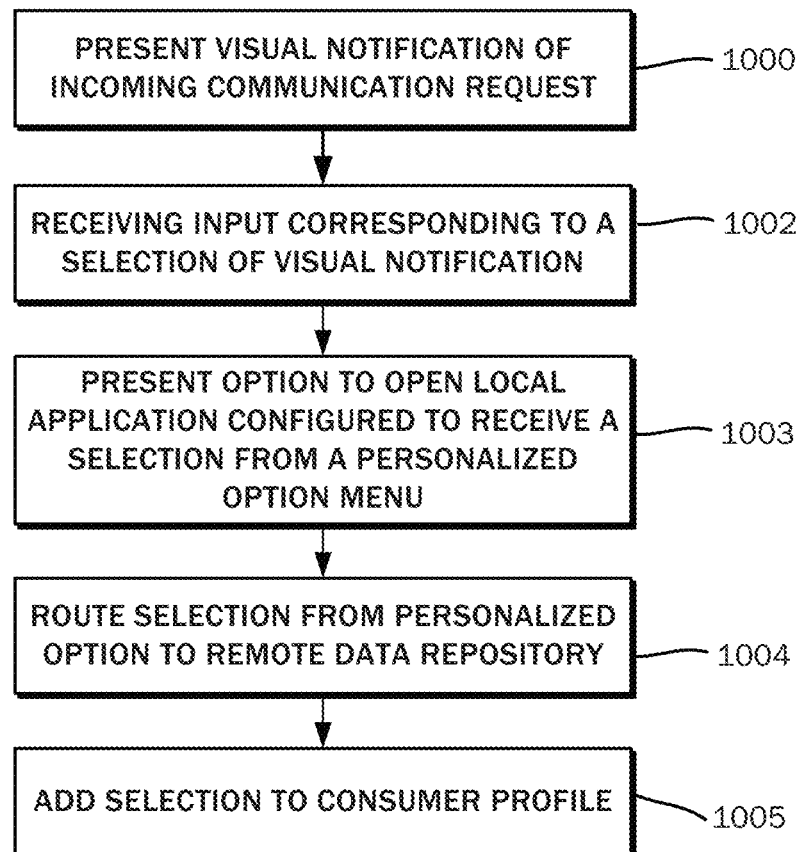 PRESENT VISUAL NOTIFICATION OF
INCOMING COMMUNICATION REQUEST
1000
RECEIVING INPUT CORRESPONDING TO A
SELECTION OF VISUAL NOTIFICATION
1002
PRESENT OPTION TO OPEN LOCAL
APPLICATION CONFIGURED TO RECEIVE A
SELECTION FROM A PERSONALIZED
OPTION MENU
1003
ROUTE SELECTION FROM PERSONALIZED
OPTION TO REMOTE DATA REPOSITORY
1004
ADD SELECTION TO CONSUMER PROFILE
1005